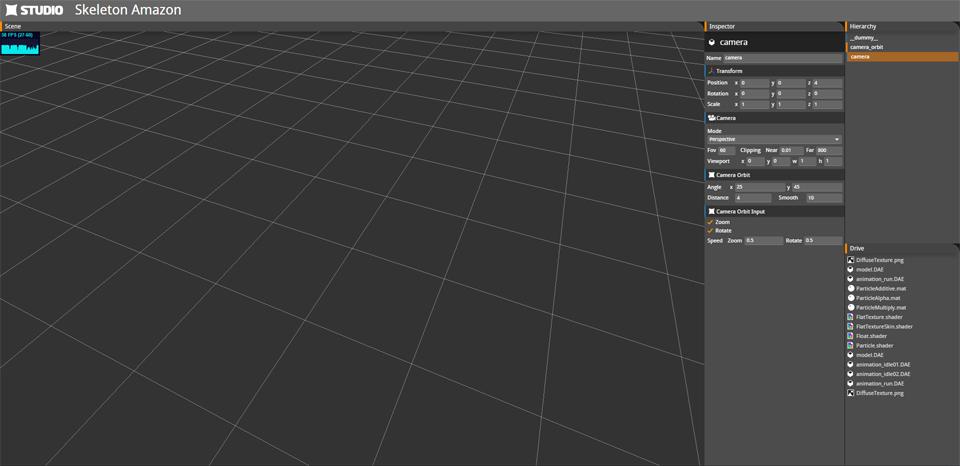 STUDIO Skeleton Amazon
Scene
Inspector
Hierarchy
camera
Name camera
Transform
Position x 0 y 0 z 4
Rotation x 0 y 0 z 0
Scale x 1 y 1 z 1
Camera
Mode
Perspective
Fov 60 Clipping Near 0.01 Far 800
Viewport x 0 y 0 w 1 h 1
Camera Orbit
Angle x 25 y 45
Distance 4 Smooth 10
Camera Orbit Input
Zoom
Rotate
Speed Zoom 0.5 Rotate 0.5
__dummy__
camera_orbit
camera
Drive
DiffuseTexture.png
model.DAE
animation_run.DAE
ParticleAdditive.mat
ParticleAlpha.mat
ParticleMultiply.mat
FlatTexture.shader
FlatTextureSkin.shader
Float.shader
Particle.shader
model.DAE
animation_idle01.DAE
animation_idle02.DAE
animation_run.DAE
DiffuseTexture.png